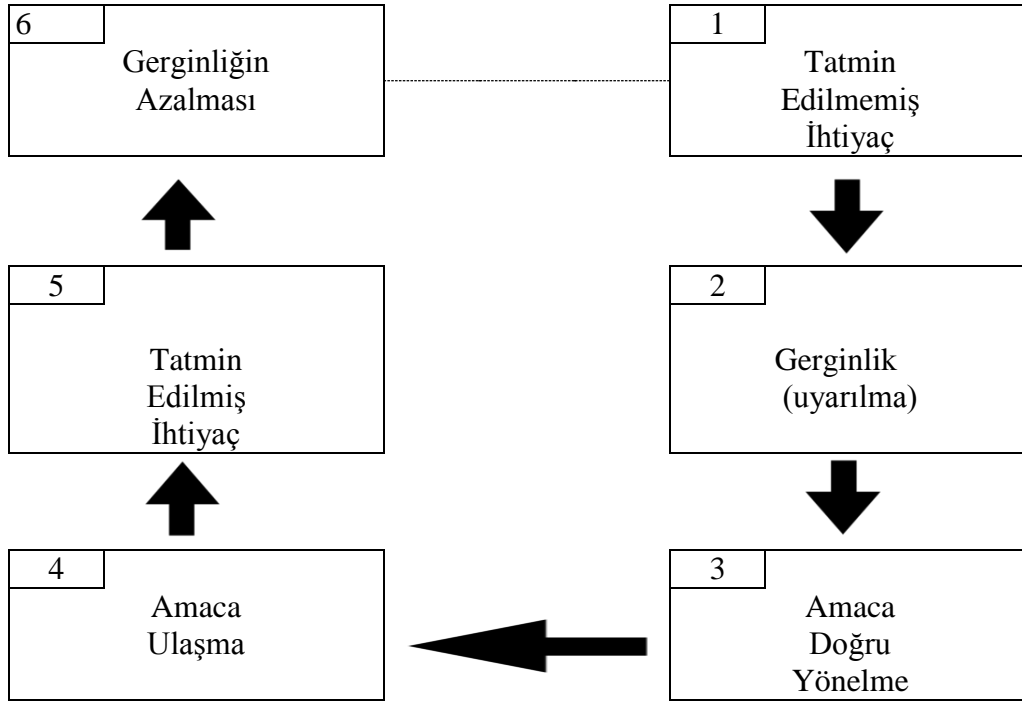 6
Gerginliğin
Azalması
1
Tatmin
Edilmemiş
İhtiyaç
5
Tatmin
Edilmiş
İhtiyaç
2
Gerginlik
(uyarılma)
4
Amaca
Ulaşma
3
Amaca
Doğru
Yönelme